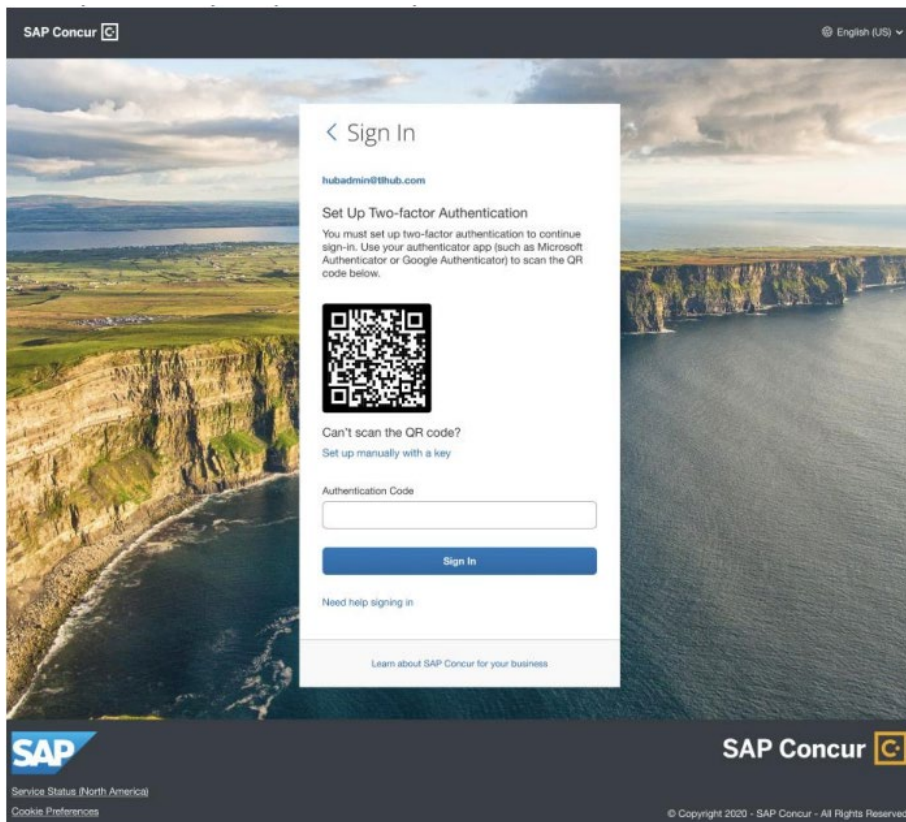 SAP Concur C
English (US)
Sign In
hubadmin@tlhub.com
Set Up Two-factor Authentication
You must set up two-factor authentication to continue
sign-in. Use your authenticator app (such as Microsoft
Authenticator or Google Authenticator) to scan the QR
code below.
Can't scan the QR code?
Set up manually with a key
Authentication Code
Sign In
Need help signing in
Learn about SAP Concur for your business
SAP
SAP Concur C
Service Status (North America)
Cookie Preferences
© Copyright 2020 - SAP Concur - All Rights Reserved